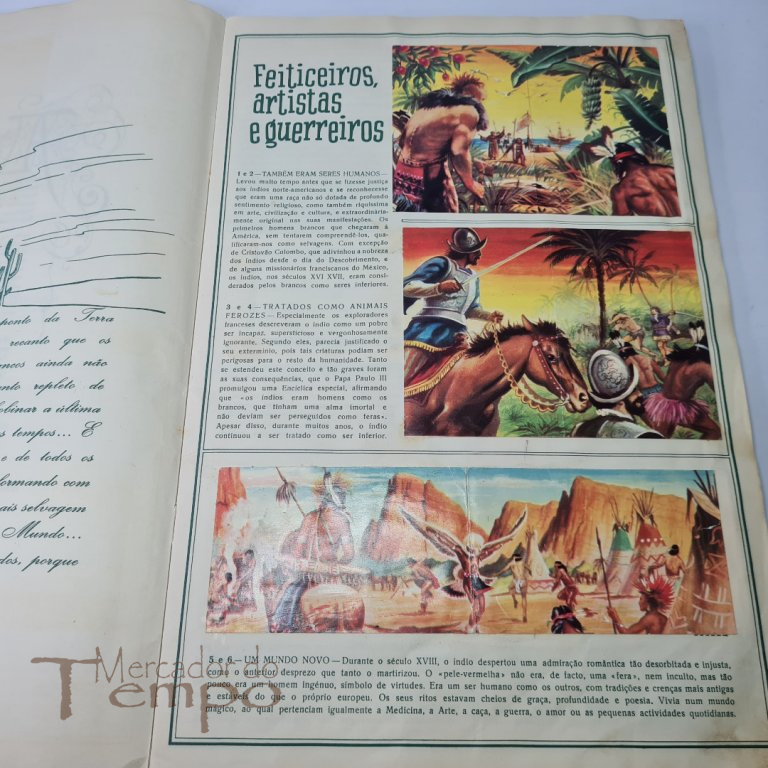 ponto da Terra
recanto que os
ainda não
repleto de
a última
tempos... E
e de todos os
ormando com
ais selvagem
Mundo...
dos, porque
Feiticeiros,
artistas
e guerreiros
1 e 2 — TAMBÉM ERAM SERES HUMANOS —
Levou muito tempo antes que se fizesse justiça
aos índios norte-americanos e se reconhecesse
que eram uma raça não só dotada de profundo
sentimento religioso, como também riquíssima
em arte, civilização e cultura, e extraordinària-
mente original nas suas manifestações. Os
primeiros homens brancos que chegaram à
América, sem tentarem compreendê-los, qua-
lificaram-nos como selvagens. Com excepção
de Cristóvão Colombo, que adivinhou a nobreza
dos índios desde o dia do Descobrimento, e
de alguns missionários franciscanos do México,
os índios, nos séculos XVI XVII, eram consi-
derados pelos brancos como seres inferiores.
3 e 4 — TRATADOS COMO ANIMAIS
FEROZES — Especialmente os exploradores
franceses descreveram o índio como um pobre
ser incapaz, supersticioso e vergonhosamente
ignorante. Segundo eles, parecia justificado o
seu extermínio, pois tais criaturas podiam ser
perigosas para o resto da humanidade. Tanto
se estendeu este conceito e tão graves foram
as suas consequências, que o Papa Paulo III
promulgou uma Encíclica especial, afirmando
que «os índios eram homens como os
brancos, que tinham uma alma imortal e
não deviam ser perseguidos como feras».
Apesar disso, durante muitos anos, o índio
continuou a ser tratado como ser inferior.
5 e 6 — UM MUNDO NOVO — Durante o século XVIII, o índio despertou uma admiração romântica tão desorbitada e injusta,
como o anterior desprezo que tanto o martirizou. O «pele-vermelha» não era, de facto, uma «fera», nem inculto, mas tão
pouco era um homem ingénuo, símbolo de virtudes. Era um ser humano como os outros, com tradições e crenças mais antigas
e estáveis do que o próprio europeu. Os seus ritos estavam cheios de graça, profundidade e poesia. Vivia num mundo
mágico, ao qual pertenciam igualmente a Medicina, a Arte, a caça, a guerra, o amor ou as pequenas actividades quotidianas.
Mercador do
Tempo